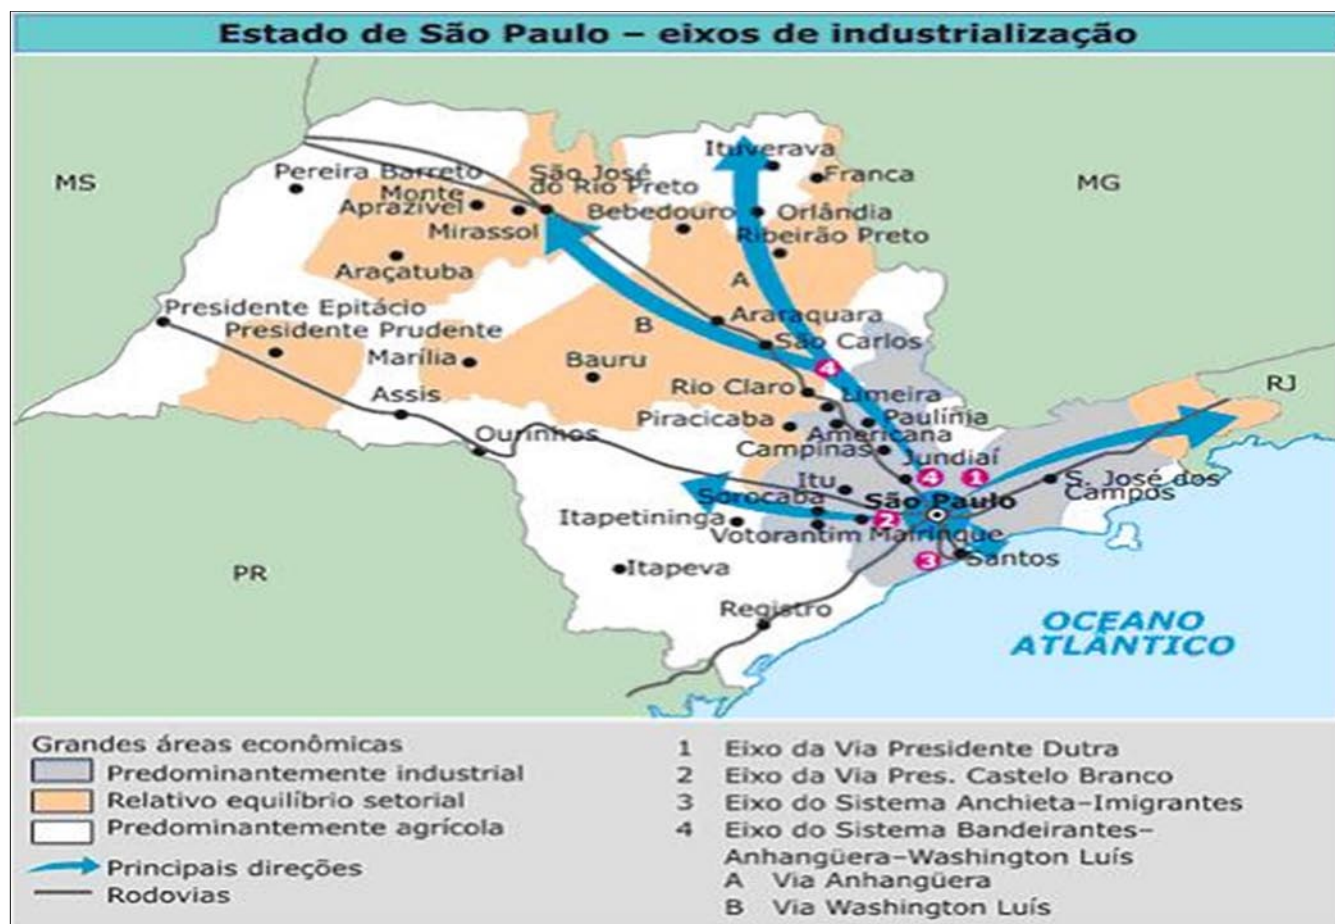 Estado de São Paulo – eixos de industrialização
MS
MG
RJ
PR
Ituverava
Pereira Barreto
São José
do Rio Preto
Franca
Monte
Aprazível
Bebedouro
Orlândia
Mirassol
Ribeirão Preto
Araçatuba
A
Presidente Epitácio
Araraquara
Presidente Prudente
B
São Carlos
Marília
Bauru
4
Rio Claro
Limeira
Assis
Piracicaba
Paulínia
Americana
Ourinhos
Campinas
Jundiaí
4
1
S. José dos
Campos
Itu
Sorocaba
São Paulo
Itapetininga
2
Votorantim
Mairinque
3
Santos
Itapeva
Registro
OCEANO
ATLÂNTICO
Grandes áreas econômicas
Predominantemente industrial
Relativo equilíbrio setorial
Predominantemente agrícola
Principais direções
Rodovias
1 Eixo da Via Presidente Dutra
2 Eixo da Via Pres. Castelo Branco
3 Eixo do Sistema Anchieta–Imigrantes
4 Eixo do Sistema Bandeirantes–
Anhangüera–Washington Luís
A Via Anhangüera
B Via Washington Luís